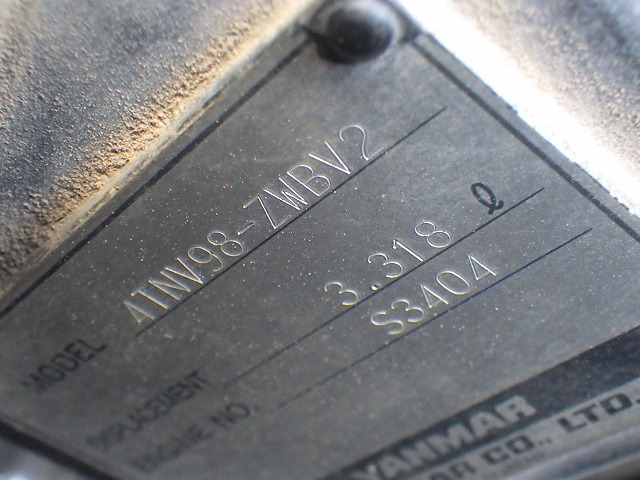 MODEL 4TNV98-ZWBV2
DISPLACEMENT 3.318 ℓ
ENGINE NO. S3404
YANMAR
CO., LTD.